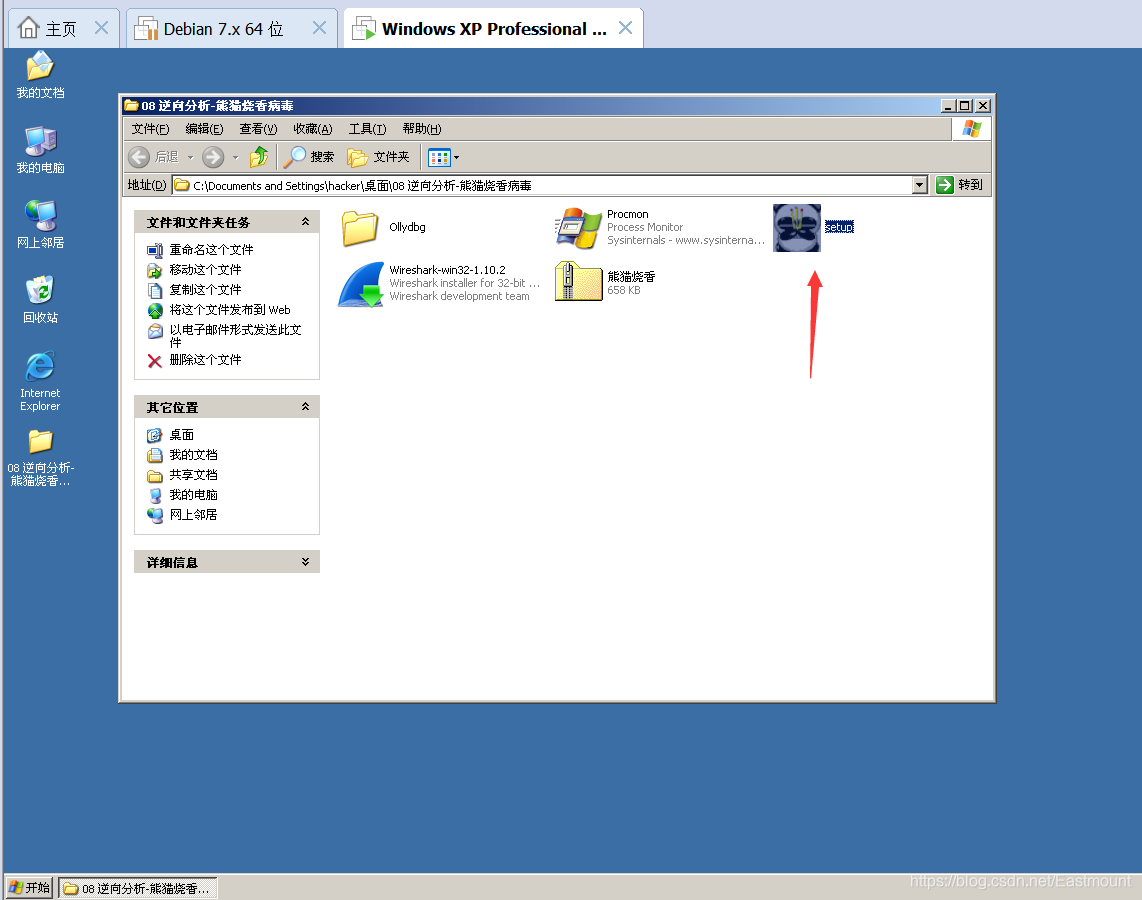 主页
Debian 7.x 64 位
Windows XP Professional ...
我的文档
我的电脑
网上邻居
回收站
Internet
Explorer
08 逆向分析-
熊猫烧香...
08 逆向分析-熊猫烧香病毒
文件(F) 编辑(E) 查看(V) 收藏(A) 工具(T) 帮助(H)
后退 搜索 文件夹
地址(D) C:\Documents and Settings\hacker\桌面\08 逆向分析-熊猫烧香病毒 转到
文件和文件夹任务
重命名这个文件
移动这个文件
复制这个文件
将这个文件发布到 Web
以电子邮件形式发送此文
件
删除这个文件
其它位置
桌面
我的文档
共享文档
我的电脑
网上邻居
详细信息
Ollydbg
Procmon
Process Monitor
Sysinternals - www.sysinterna...
setup
Wireshark-win32-1.10.2
Wireshark installer for 32-bit ...
Wireshark development team
熊猫烧香
658 KB
开始
08 逆向分析-熊猫烧香...
https://blog.csdn.net/Eastmount